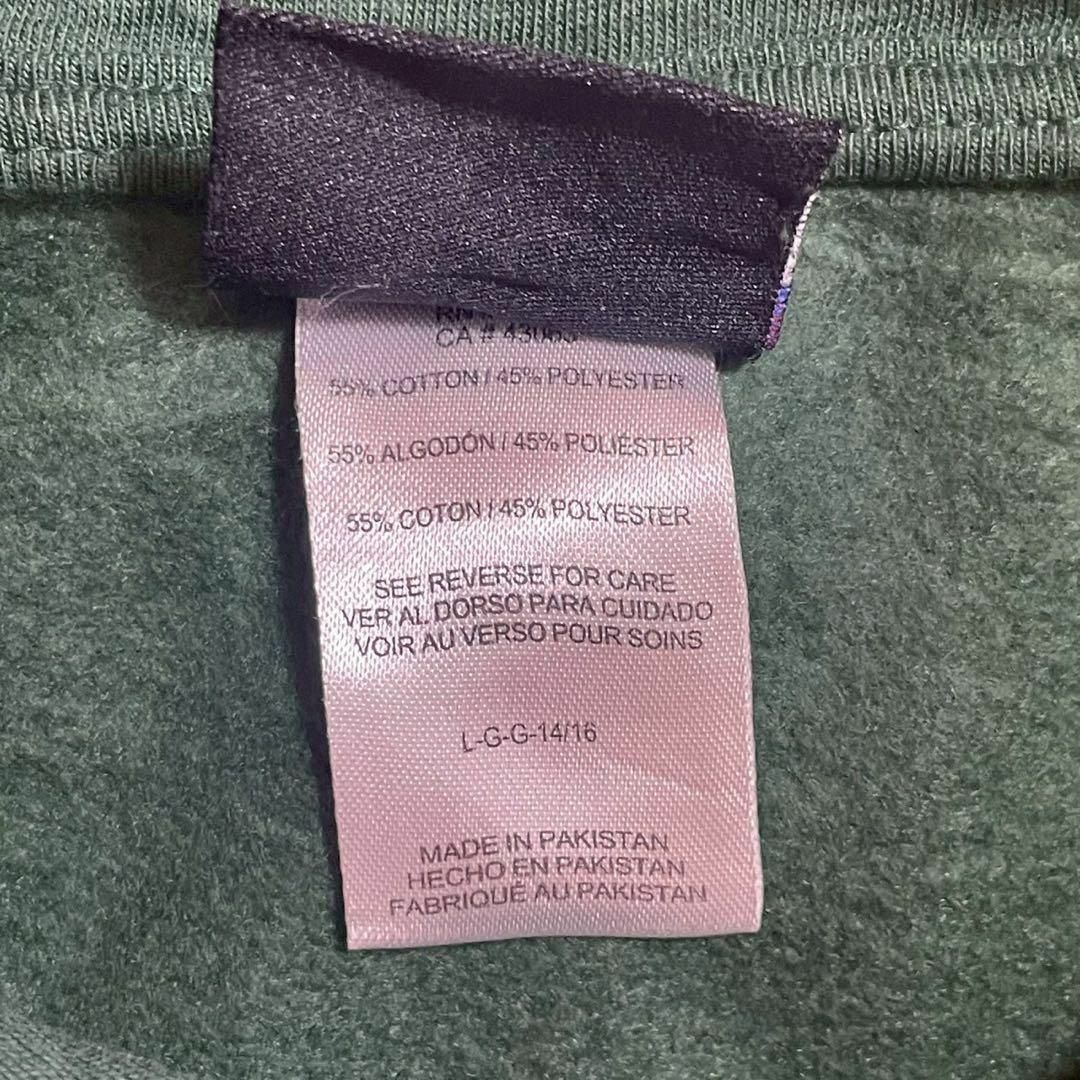 CA #
55% COTTON / 45% POLYESTER
55% ALGODÓN / 45% POLIÉSTER
55% COTON / 45% POLYESTER
SEE REVERSE FOR CARE
VER AL DORSO PARA CUIDADO
VOIR AU VERSO POUR SOINS
L-G-G-14/16
MADE IN PAKISTAN
HECHO EN PAKISTAN
FABRIQUÉ AU PAKISTAN